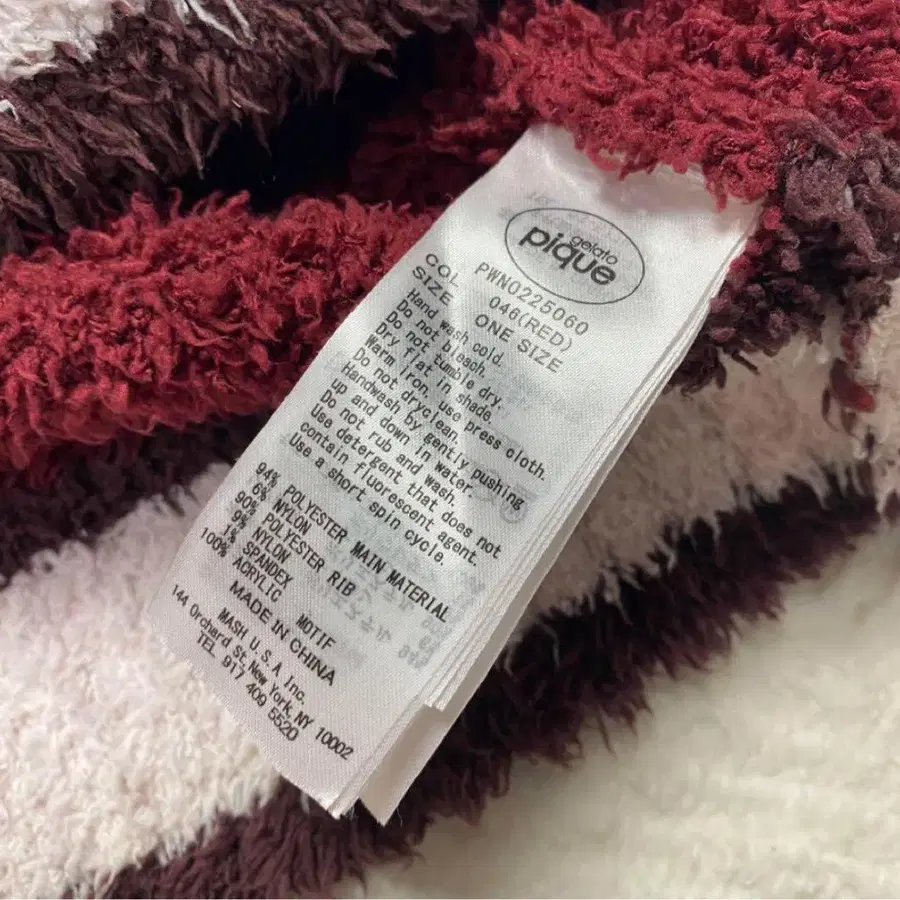 gelato
pique
PWNO225060
COL 046(RED)
SIZE ONE SIZE
Hand wash cold.
Do not bleach.
Do not tumble dry.
Dry flat in shade.
Warm iron, use press cloth.
Do not dryclean.
Handwash by gently pushing
up and down in water.
Do not rub and wash.
Use detergent that does not
contain fluorescent agent.
Use a short spin cycle.
94% POLYESTER MAIN MATERIAL
6% NYLON
90% POLYESTER RIB
9% NYLON
SPANDEX
100% ACRYLIC MOTIF
MADE IN CHINA
MASH U.S.A Inc.
144 Orchard St, New York, NY 10002
TEL 917 409 5520